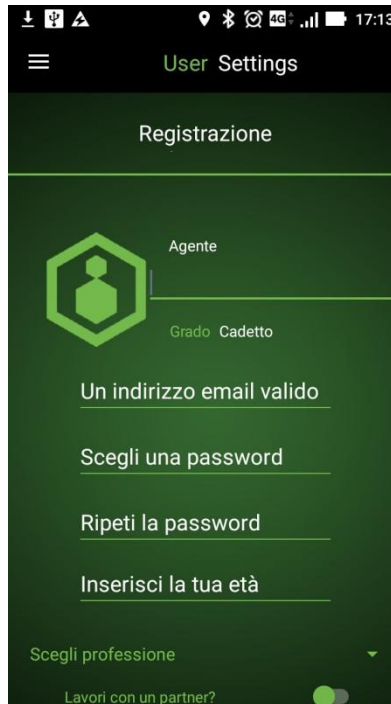 4G 17:13
User Settings
Registrazione
Agente
Grado Cadetto
Un indirizzo email valido
Scegli una password
Ripeti la password
Inserisci la tua età
Scegli professione
Lavori con un partner?